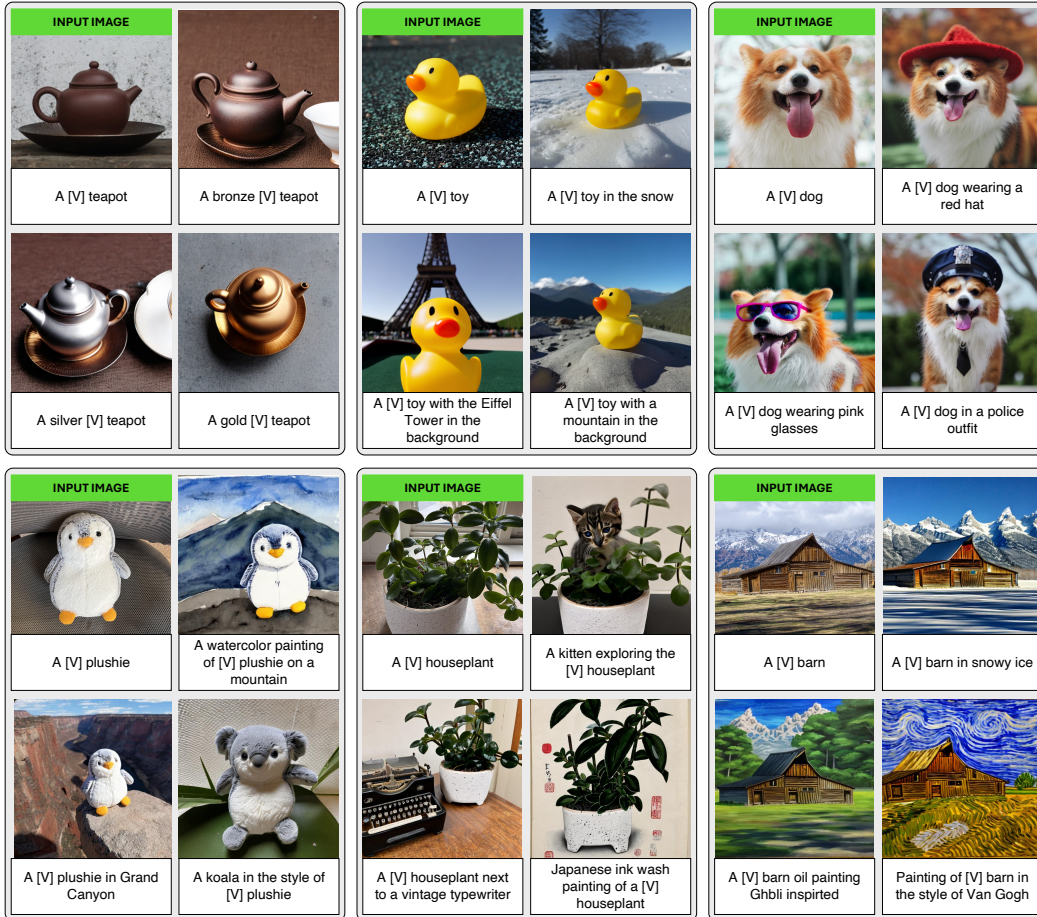 INPUT IMAGE
A [V] teapot
A bronze [V] teapot
A silver [V] teapot
A gold [V] teapot
INPUT IMAGE
A [V] toy
A [V] toy in the snow
A [V] toy with the Eiffel
Tower in the
background
A [V] toy with a
mountain in the
background
INPUT IMAGE
A [V] dog
A [V] dog wearing a
red hat
A [V] dog wearing pink
glasses
A [V] dog in a police
outfit
INPUT IMAGE
A [V] plushie
A watercolor painting
of [V] plushie on a
mountain
A [V] plushie in Grand
Canyon
A koala in the style of
[V] plushie
INPUT IMAGE
A [V] houseplant
A kitten exploring the
[V] houseplant
A [V] houseplant next
to a vintage typewriter
Japanese ink wash
painting of a [V]
houseplant
INPUT IMAGE
A [V] barn
A [V] barn in snowy ice
A [V] barn oil painting
Ghbli inspirted
Painting of [V] barn in
the style of Van Gogh